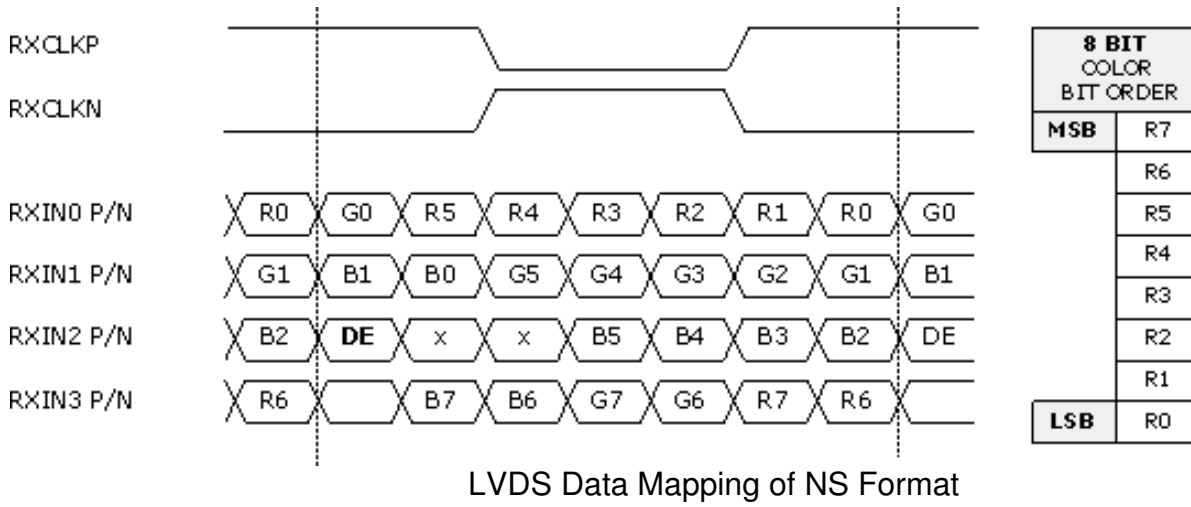 RXCLKP
RXCLKN
RXIN0 P/N R0 G0 R5 R4 R3 R2 R1 R0 G0
RXIN1 P/N G1 B1 B0 G5 G4 G3 G2 G1 B1
RXIN2 P/N B2 DE x x B5 B4 B3 B2 DE
RXIN3 P/N R6 B7 B6 G7 G6 R7 R6
8 BIT
COLOR
BIT ORDER
MSB R7
R6
R5
R4
R3
R2
R1
LSB R0
LVDS Data Mapping of NS Format